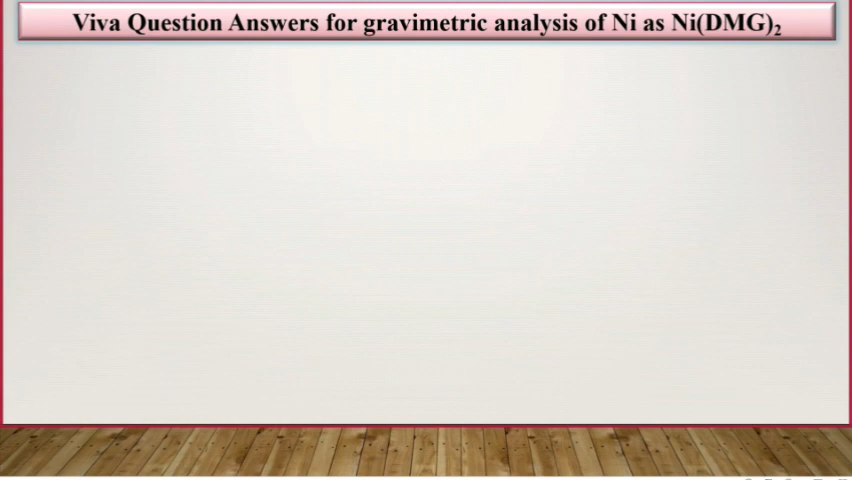 Viva Question Answers for gravimetric analysis of Ni as Ni(DMG)₂